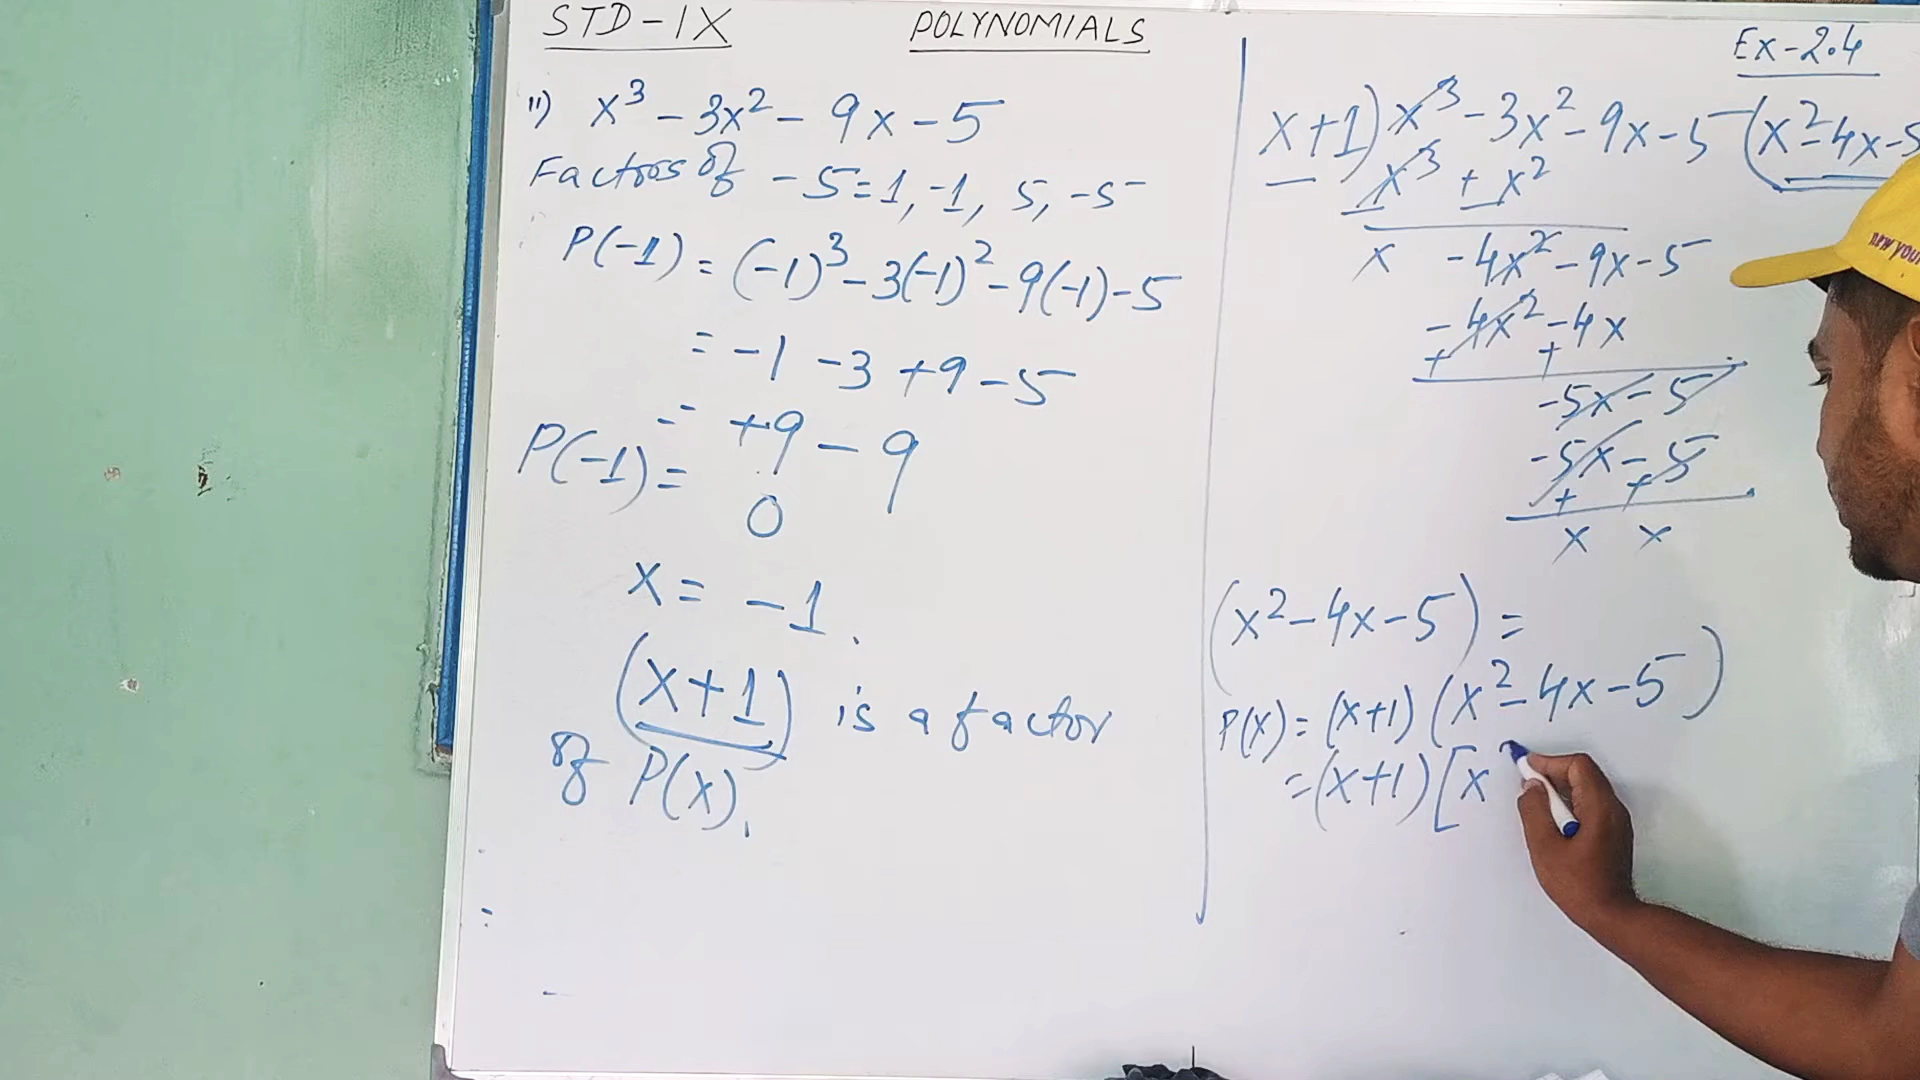 STD-IX
POLYNOMIALS
Ex-2.4
ii) x³ - 3x² - 9x - 5
Factors of - 5 = 1, -1, 5, -5
P(-1) = (-1)³ - 3(-1)² - 9(-1) - 5
= -1 - 3 + 9 - 5
= +9 - 9
P(-1) =
0
x = -1.
(x+1) is a factor
of P(x).
x+1) x³ - 3x² - 9x - 5 (x² - 4x - 5
x³ + x²
x - 4x² - 9x - 5
- 4x² - 4x
+ +
-5x - 5
-5x - 5
+ +
x x
(x² - 4x - 5) =
P(x) = (x+1) (x² - 4x - 5)
= (x+1) [x
new your